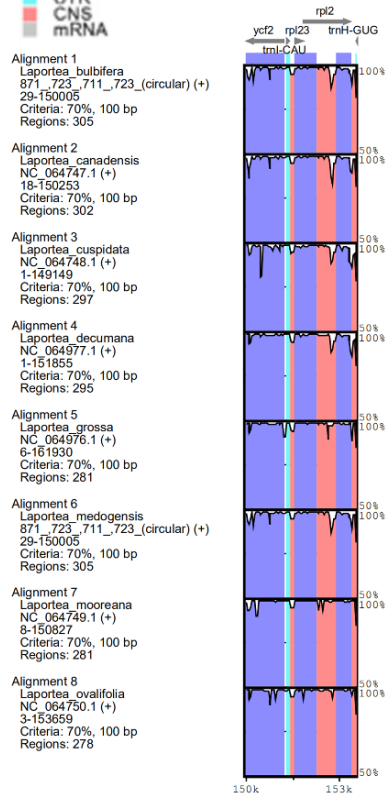 CNS
mRNA
rpl2
ycf2 rpl23 trnH-GUG
trnI-CAU
Alignment 1
Laportea_bulbifera
871_,723_,711_,723_(circular) (+)
29-150005
Criteria: 70%, 100 bp
Regions: 305
100%
50%
Alignment 2
Laportea_canadensis
NC_064747.1 (+)
18-150253
Criteria: 70%, 100 bp
Regions: 302
100%
50%
Alignment 3
Laportea_cuspidata
NC_064748.1 (+)
1-149149
Criteria: 70%, 100 bp
Regions: 297
100%
50%
Alignment 4
Laportea_decumana
NC_064977.1 (+)
1-151855
Criteria: 70%, 100 bp
Regions: 295
100%
50%
Alignment 5
Laportea_grossa
NC_064976.1 (+)
6-161930
Criteria: 70%, 100 bp
Regions: 281
100%
50%
Alignment 6
Laportea_medogensis
871_,723_,711_,723_(circular) (+)
29-150005
Criteria: 70%, 100 bp
Regions: 305
100%
50%
Alignment 7
Laportea_mooreana
NC_064749.1 (+)
8-150827
Criteria: 70%, 100 bp
Regions: 281
100%
50%
Alignment 8
Laportea_ovalifolia
NC_064750.1 (+)
3-153659
Criteria: 70%, 100 bp
Regions: 278
100%
50%
150k 153k